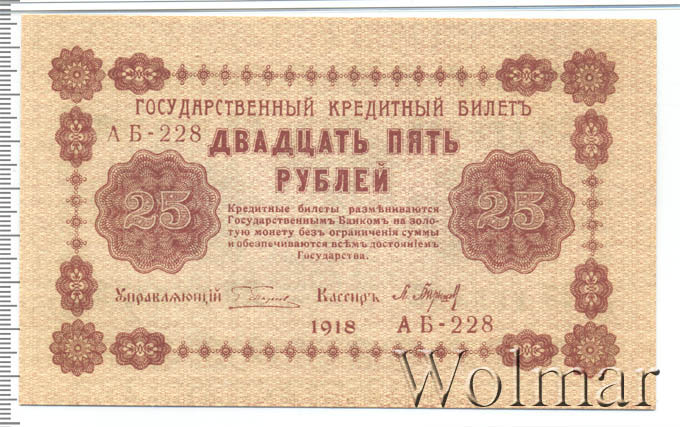 ГОСУДАРСТВЕННЫЙ КРЕДИТНЫЙ БИЛЕТЪ
АБ-228
ДВАДЦАТЬ ПЯТЬ
РУБЛЕЙ
25
25
Кредитные билеты размѣниваются
Государственнымъ Банкомъ на золо-
тую монету безъ ограниченія суммы
и обезпечиваются всѣмъ достояніемъ
Государства.
Управляющій Кассиръ
1918 АБ-228
Wolmar